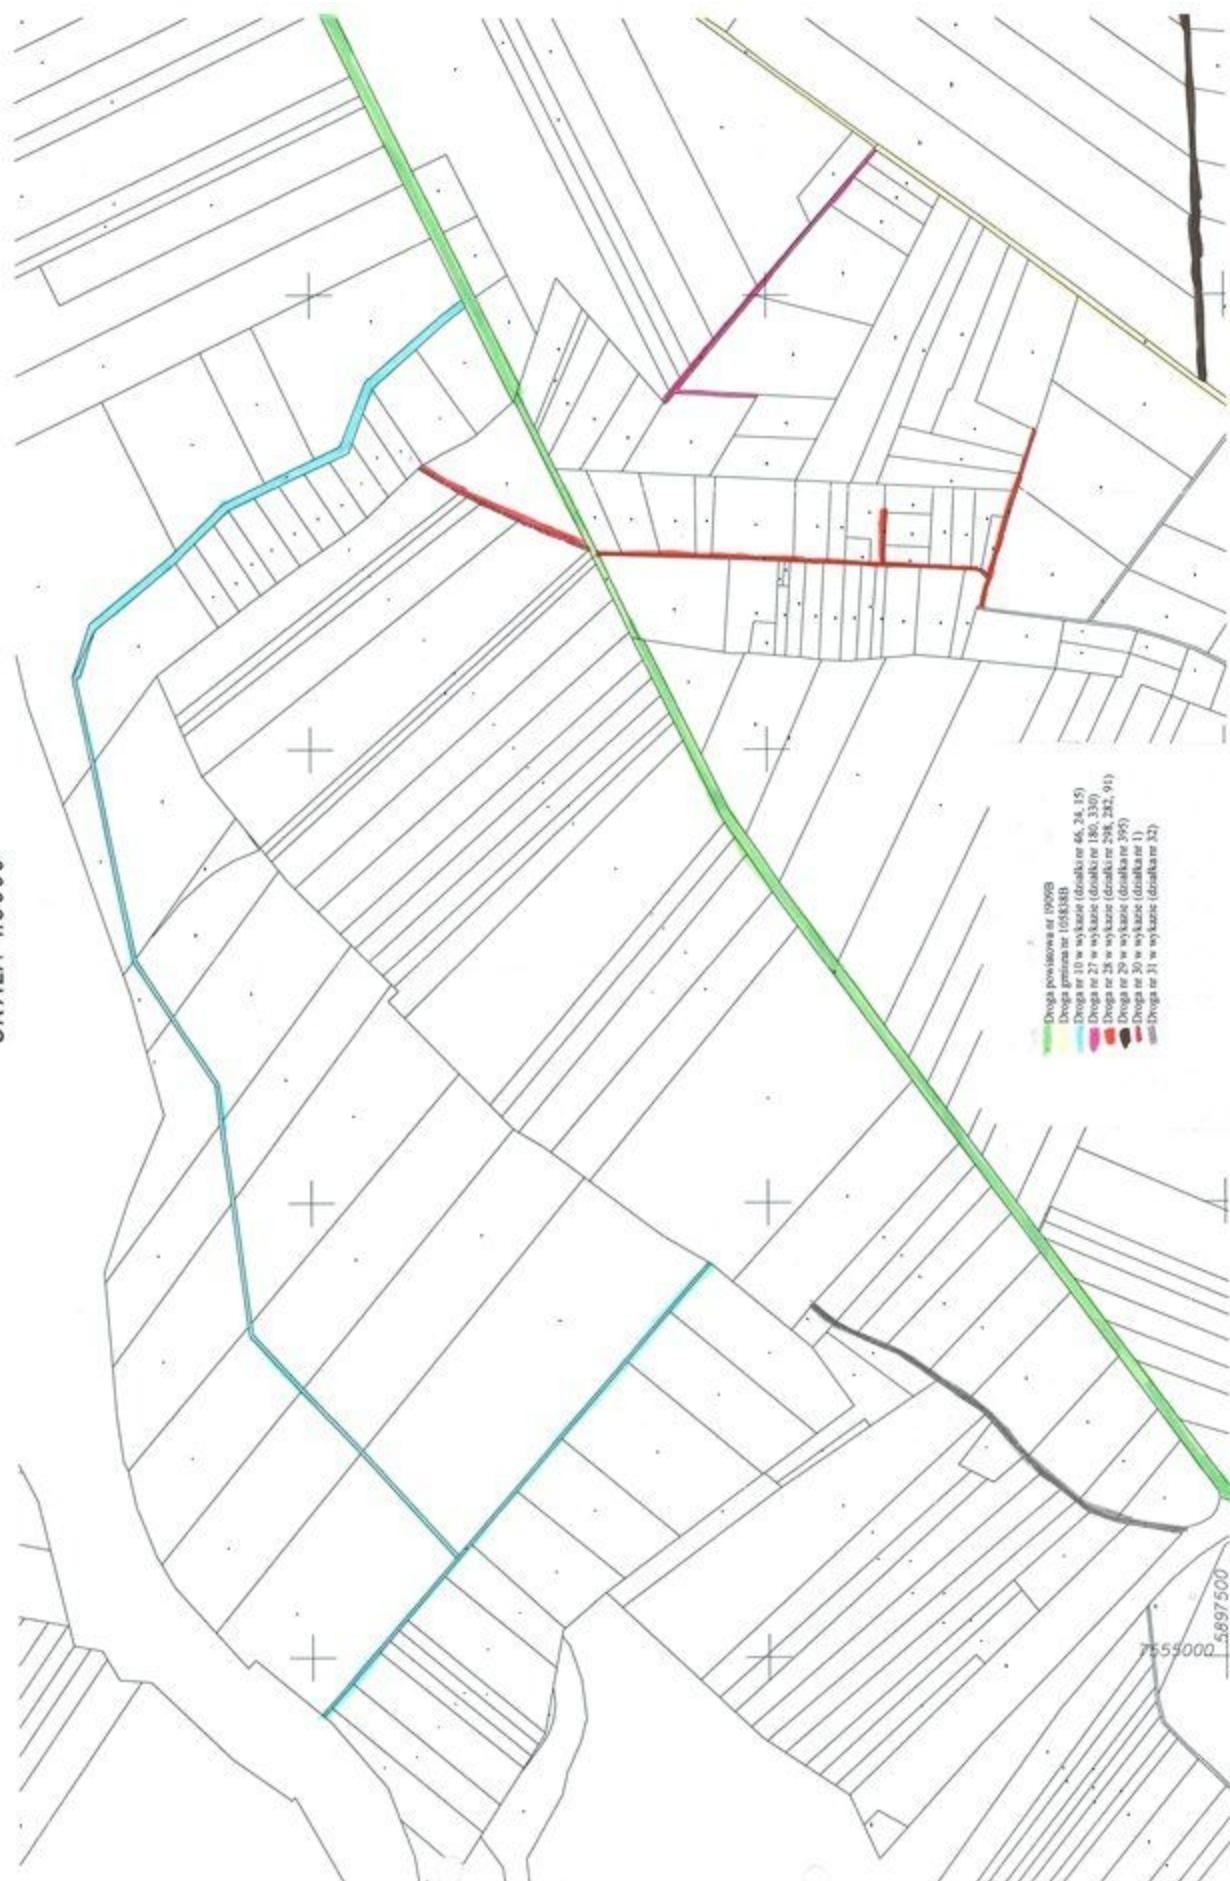 Droga powiatowa nr 1909B
Droga gminna nr 105838B
Droga nr 10 w wykazie (działki nr 46, 24, 15)
Droga nr 27 w wykazie (działki nr 180, 330)
Droga nr 28 w wykazie (działki nr 298, 282, 91)
Droga nr 29 w wykazie (działka nr 395)
Droga nr 30 w wykazie (działka nr 1)
Droga nr 31 w wykazie (działka nr 32)
7555000
5897500